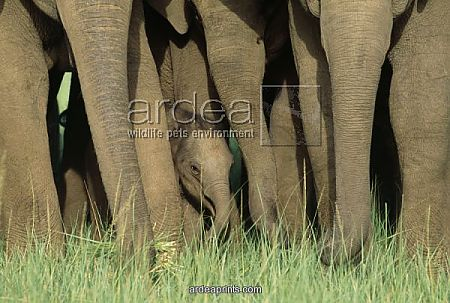 ardea
wildlife pets environment
ardeaprints.com